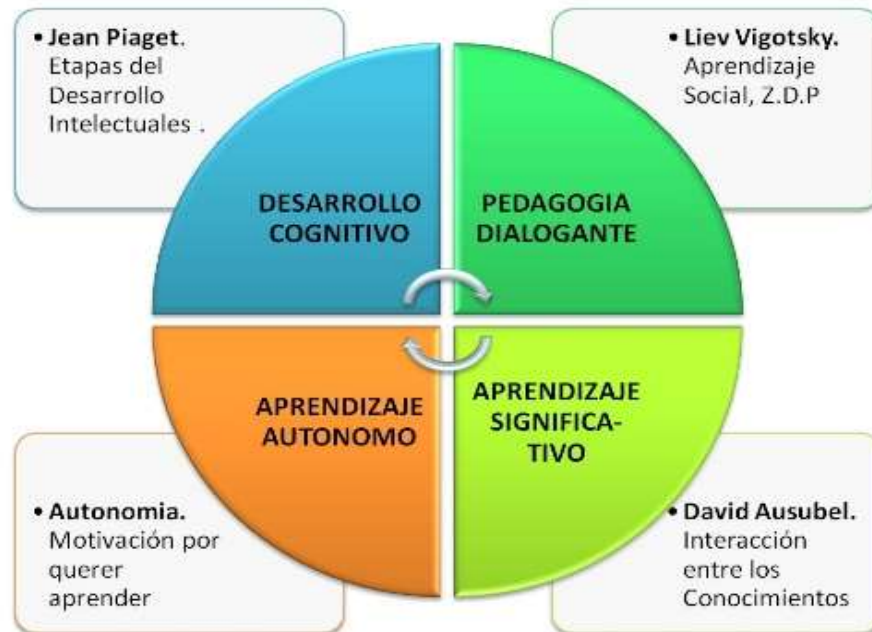 • Jean Piaget.
Etapas del
Desarrollo
Intelectuales .
• Liev Vigotsky.
Aprendizaje
Social, Z.D.P
DESARROLLO
COGNITIVO
PEDAGOGIA
DIALOGANTE
APRENDIZAJE
AUTONOMO
APRENDIZAJE
SIGNIFICA-
TIVO
• Autonomia.
Motivación por
querer
aprender
• David Ausubel.
Interacción
entre los
Conocimientos